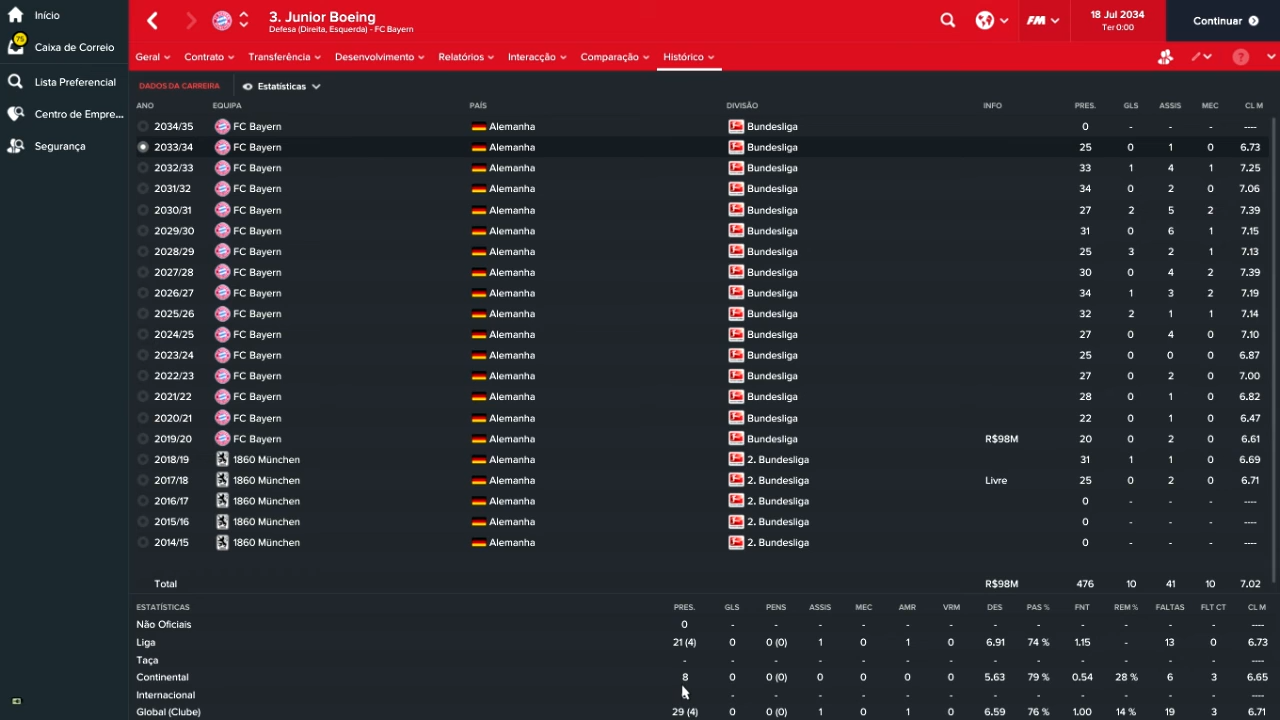 Início
3. Junior Boeing
Defesa (Direita, Esquerda) - FC Bayern
FM
18 Jul 2034
Ter 0:00
Continuar
75
Caixa de Correio
Lista Preferencial
Centro de Empre...
Segurança
Geral Contrato Transferência Desenvolvimento Relatórios Interacção Comparação Histórico
?
DADOS DA CARREIRA Estatísticas
ANO EQUIPA PAÍS DIVISÃO INFO PRES. GLS ASSIS MEC CL M
2034/35 FC Bayern Alemanha Bundesliga 0 - - - ----
2033/34 FC Bayern Alemanha Bundesliga 25 0 1 0 6.73
2032/33 FC Bayern Alemanha Bundesliga 33 1 4 1 7.25
2031/32 FC Bayern Alemanha Bundesliga 34 0 2 0 7.06
2030/31 FC Bayern Alemanha Bundesliga 27 2 5 2 7.39
2029/30 FC Bayern Alemanha Bundesliga 31 0 6 1 7.15
2028/29 FC Bayern Alemanha Bundesliga 25 3 2 1 7.13
2027/28 FC Bayern Alemanha Bundesliga 30 0 4 2 7.39
2026/27 FC Bayern Alemanha Bundesliga 34 1 3 2 7.19
2025/26 FC Bayern Alemanha Bundesliga 32 2 1 1 7.14
2024/25 FC Bayern Alemanha Bundesliga 27 0 4 0 7.10
2023/24 FC Bayern Alemanha Bundesliga 25 0 0 0 6.87
2022/23 FC Bayern Alemanha Bundesliga 27 0 2 0 7.00
2021/22 FC Bayern Alemanha Bundesliga 28 0 1 0 6.82
2020/21 FC Bayern Alemanha Bundesliga 22 0 1 0 6.47
2019/20 FC Bayern Alemanha Bundesliga R$98M 20 0 2 0 6.61
2018/19 1860 München Alemanha 2. Bundesliga 31 1 1 0 6.69
2017/18 1860 München Alemanha 2. Bundesliga Livre 25 0 2 0 6.71
2016/17 1860 München Alemanha 2. Bundesliga 0 - - - ----
2015/16 1860 München Alemanha 2. Bundesliga 0 - - - ----
2014/15 1860 München Alemanha 2. Bundesliga 0 - - - ----
Total R$98M 476 10 41 10 7.02
ESTATÍSTICAS PRES. GLS PENS ASSIS MEC AMR VRM DES PAS % FNT REM % FALTAS FLT CT CL M
Não Oficiais 0 - - - - - - - - - - - - ----
Liga 21 (4) 0 0 (0) 1 0 1 0 6.91 74 % 1.15 - 13 0 6.73
Taça - - - - - - - - - - - - - ----
Continental 8 0 0 (0) 0 0 0 0 5.63 79 % 0.54 28 % 6 3 6.65
Internacional - - - - - - - - - - - - ----
Global (Clube) 29 (4) 0 0 (0) 1 0 1 0 6.59 76 % 1.00 14 % 19 3 6.71